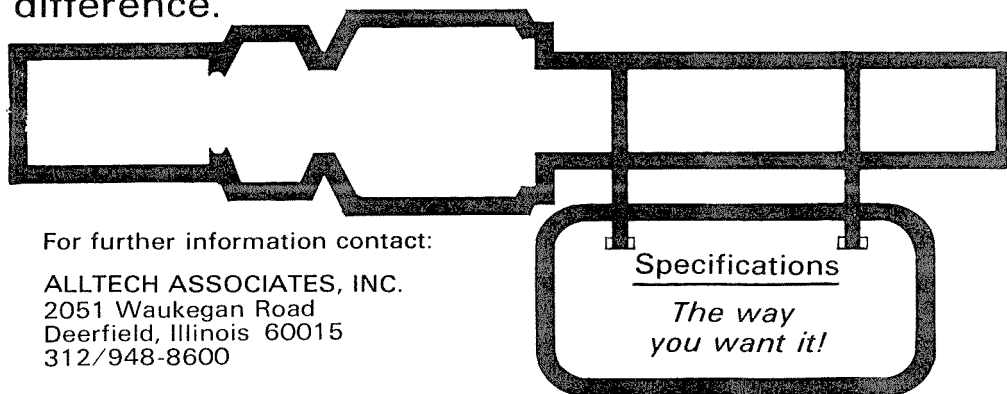 difference.
For further information contact:
ALLTECH ASSOCIATES, INC.
2051 Waukegan Road
Deerfield, Illinois 60015
312/948-8600
Specifications
The way
you want it!